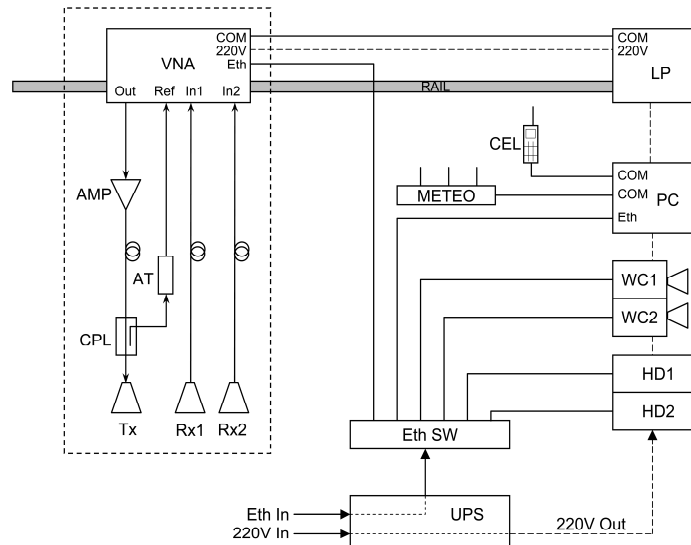 COM
220V
Eth
VNA
Out Ref In1 In2
COM
220V
LP
RAIL
CEL
METEO
COM
COM
Eth
PC
AMP
AT
CPL
Tx Rx1 Rx2
WC1
WC2
HD1
HD2
Eth SW
UPS
Eth In
220V In
220V Out